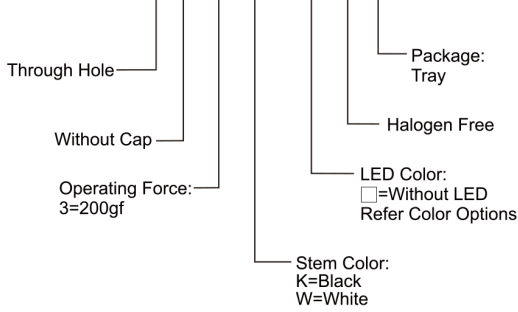 Through Hole
Package:
Tray
Without Cap
Halogen Free
Operating Force:
3=200gf
LED Color:
□=Without LED
Refer Color Options
Stem Color:
K=Black
W=White